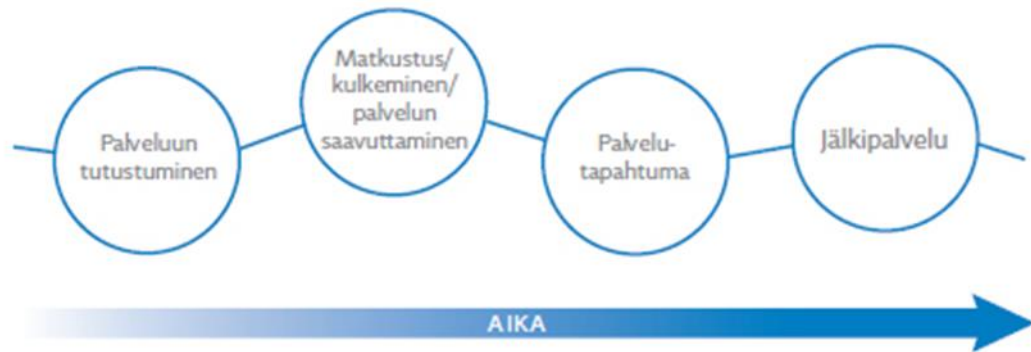 Palveluun
tutustuminen
Matkustus/
kulkeminen/
palvelun
saavuttaminen
Palvelu-
tapahtuma
Jälkipalvelu
AIKA